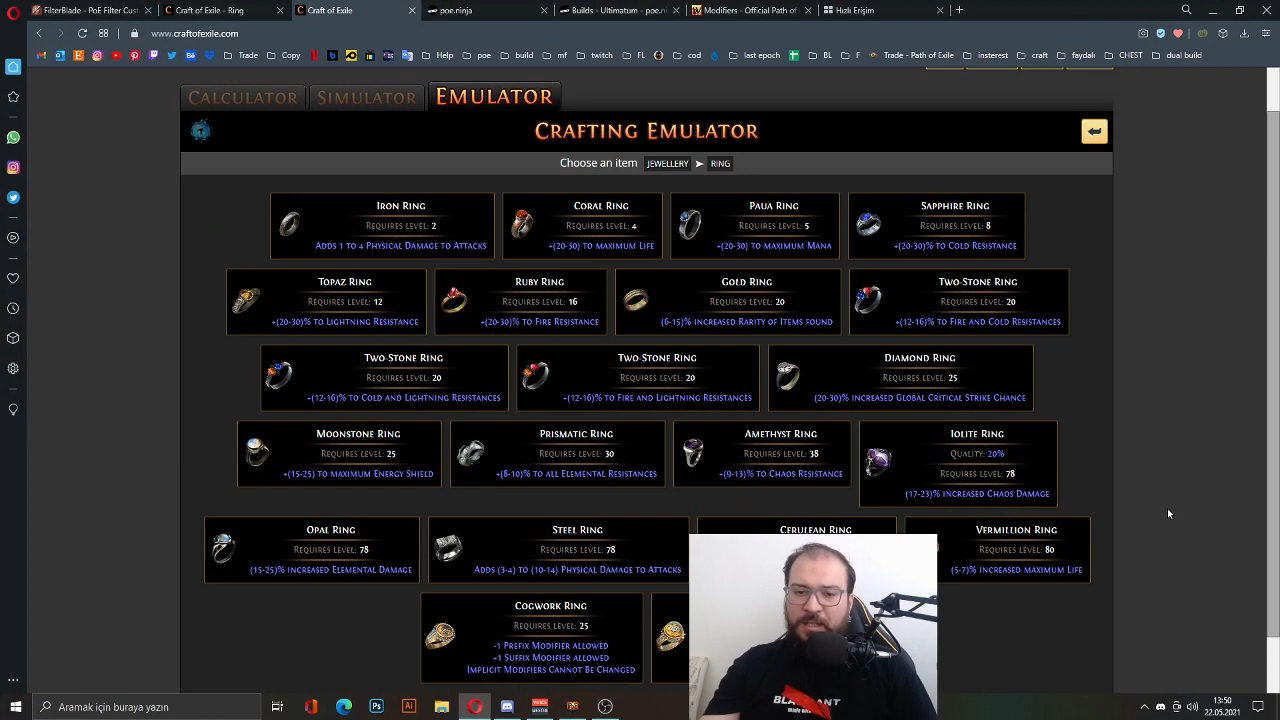 FilterBlade - PoE Filter Cust
Craft of Exile - Ring
Craft of Exile
poe.ninja
Builds - Ultimatum - poe.ni
Modifiers - Official Path of
Hızlı Erişim
www.craftofexile.com
Trade
Copy
Help
poe
build
mf
twitch
FL
cod
last epoch
BL
F
Trade - Path of Exile
insterest
craft
faydalı
CHEST
dual build
CALCULATOR
SIMULATOR
EMULATOR
CRAFTING EMULATOR
Choose an item JEWELLERY RING
IRON RING
REQUIRES LEVEL: 2
ADDS 1 TO 4 PHYSICAL DAMAGE TO ATTACKS
CORAL RING
REQUIRES LEVEL: 4
+(20-30) TO MAXIMUM LIFE
PAUA RING
REQUIRES LEVEL: 5
+(20-30) TO MAXIMUM MANA
SAPPHIRE RING
REQUIRES LEVEL: 8
+(20-30)% TO COLD RESISTANCE
TOPAZ RING
REQUIRES LEVEL: 12
+(20-30)% TO LIGHTNING RESISTANCE
RUBY RING
REQUIRES LEVEL: 16
+(20-30)% TO FIRE RESISTANCE
GOLD RING
REQUIRES LEVEL: 20
(6-15)% INCREASED RARITY OF ITEMS FOUND
TWO-STONE RING
REQUIRES LEVEL: 20
+(12-16)% TO FIRE AND COLD RESISTANCES
TWO-STONE RING
REQUIRES LEVEL: 20
+(12-16)% TO COLD AND LIGHTNING RESISTANCES
TWO-STONE RING
REQUIRES LEVEL: 20
+(12-16)% TO FIRE AND LIGHTNING RESISTANCES
DIAMOND RING
REQUIRES LEVEL: 25
(20-30)% INCREASED GLOBAL CRITICAL STRIKE CHANCE
MOONSTONE RING
REQUIRES LEVEL: 25
+(15-25) TO MAXIMUM ENERGY SHIELD
PRISMATIC RING
REQUIRES LEVEL: 30
+(8-10)% TO ALL ELEMENTAL RESISTANCES
AMETHYST RING
REQUIRES LEVEL: 38
+(9-13)% TO CHAOS RESISTANCE
IOLITE RING
QUALITY: 20%
REQUIRES LEVEL: 78
(17-23)% INCREASED CHAOS DAMAGE
OPAL RING
REQUIRES LEVEL: 78
(15-25)% INCREASED ELEMENTAL DAMAGE
STEEL RING
REQUIRES LEVEL: 78
ADDS (3-4) TO (10-14) PHYSICAL DAMAGE TO ATTACKS
CERULEAN RING
VERMILLION RING
REQUIRES LEVEL: 80
(5-7)% INCREASED MAXIMUM LIFE
COGWORK RING
REQUIRES LEVEL: 25
-1 PREFIX MODIFIER ALLOWED
+1 SUFFIX MODIFIER ALLOWED
IMPLICIT MODIFIERS CANNOT BE CHANGED
Aramak için buraya yazın
13:50
22.05.2021